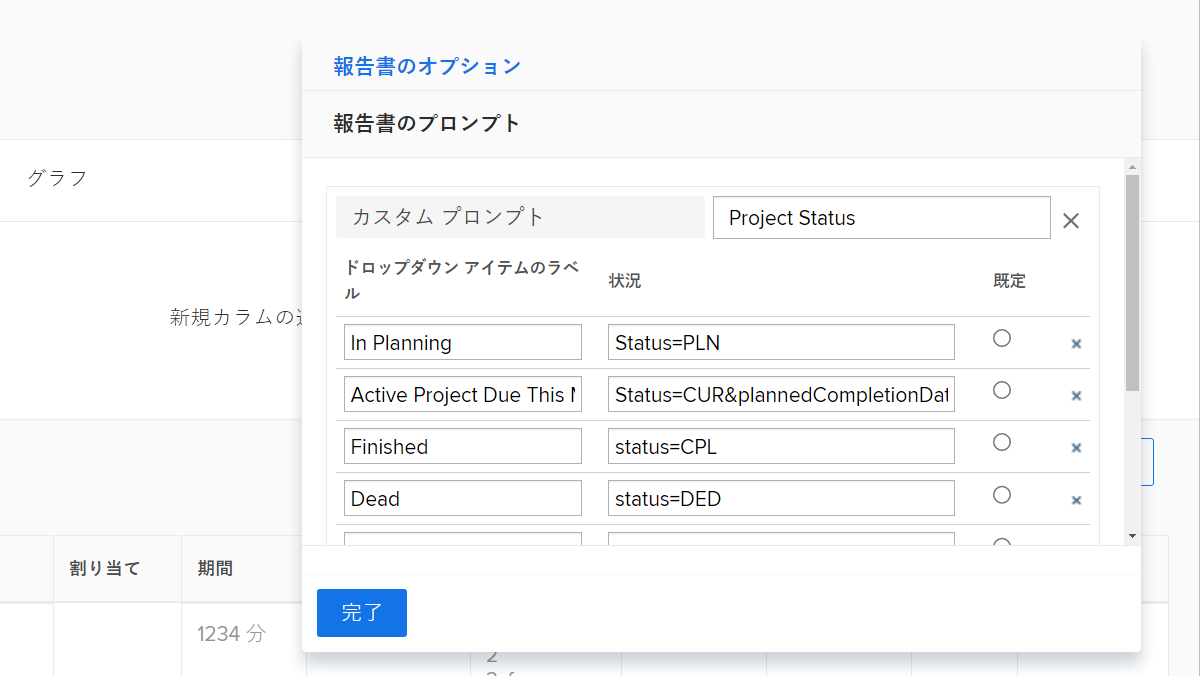 報告書のオプション
報告書のプロンプト
グラフ
カスタム プロンプト
Project Status
ドロップダウン アイテムのラベ
ル
状況
既定
新規カラムの
In Planning
Status=PLN
Active Project Due This
Status=CUR&plannedCompletionDat
Finished
status=CPL
Dead
status=DED
割り当て
期間
完了
1234 分
2